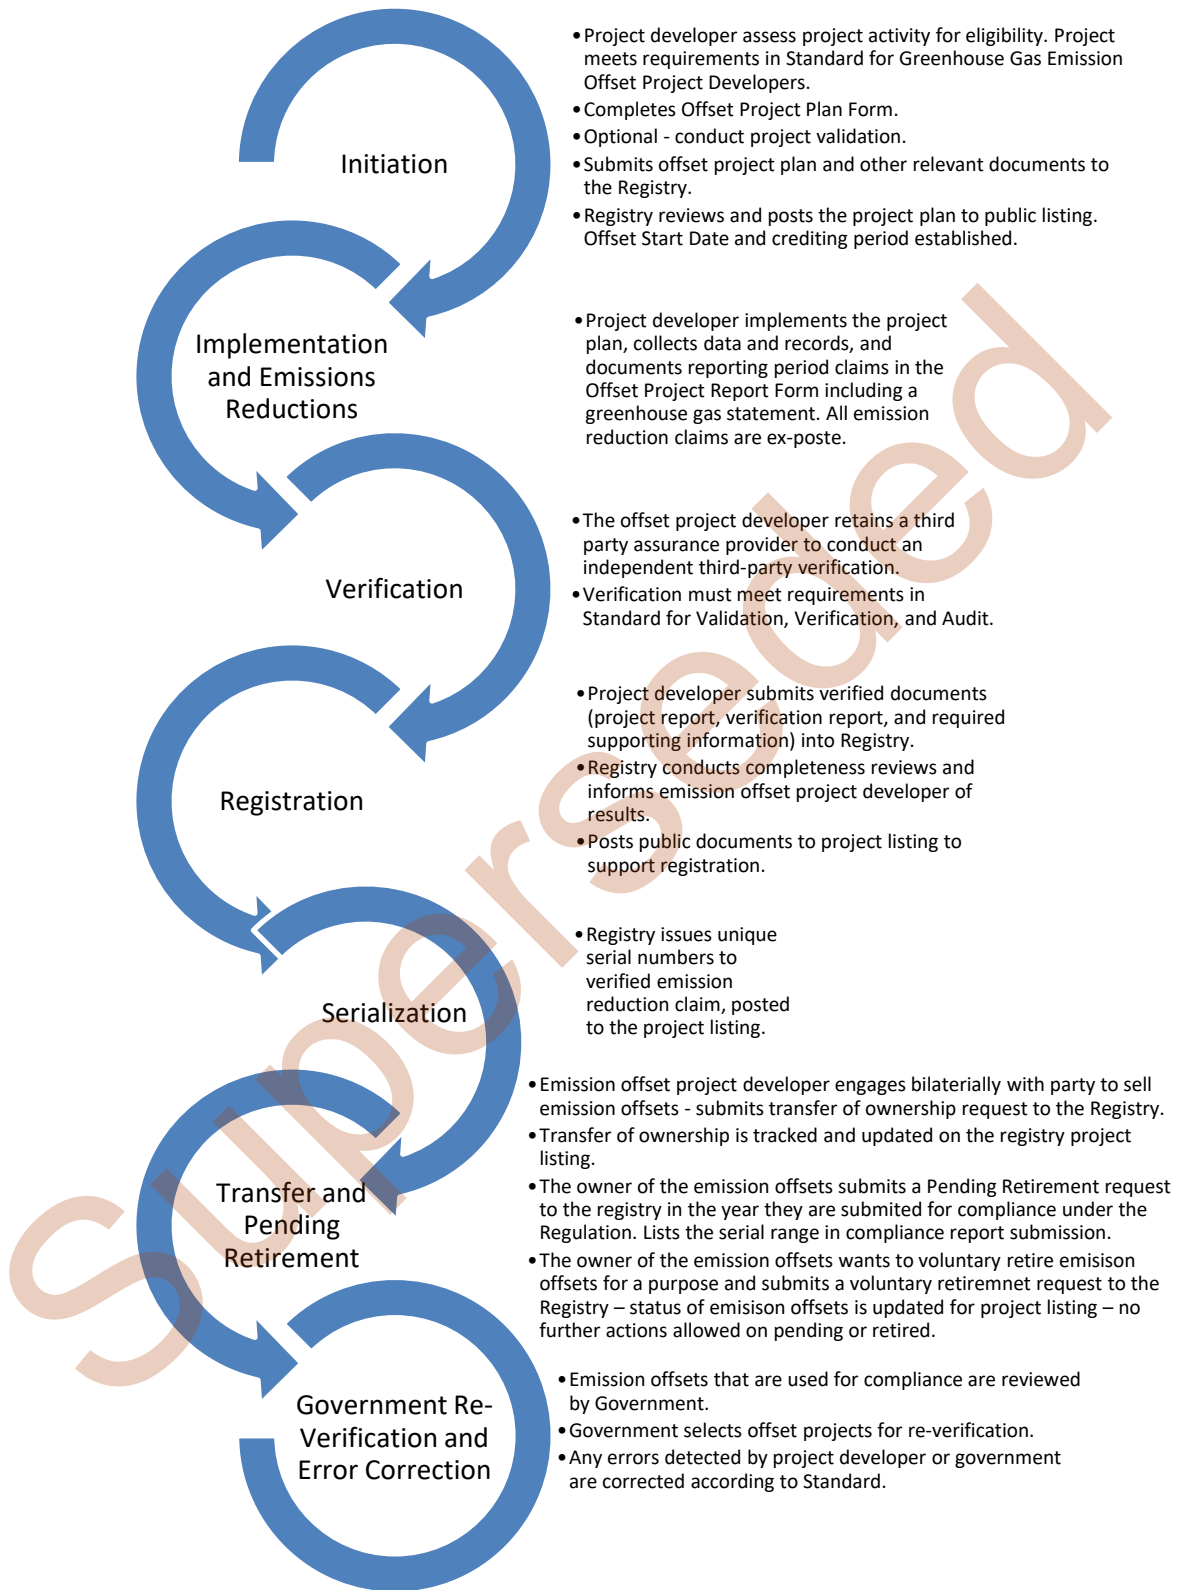 •Project developer assess project activity for eligibility. Project
meets requirements in Standard for Greenhouse Gas Emission
Offset Project Developers.
•Completes Offset Project Plan Form.
•Optional - conduct project validation.
•Submits offset project plan and other relevant documents to
the Registry.
•Registry reviews and posts the project plan to public listing.
Offset Start Date and crediting period established.
Initiation
•Project developer implements the project
plan, collects data and records, and
documents reporting period claims in the
Offset Project Report Form including a
greenhouse gas statement. All emission
reduction claims are ex-poste.
Implementation
and Emissions
Reductions
•The offset project developer retains a third
party assurance provider to conduct an
independent third-party verification.
•Verification must meet requirements in
Standard for Validation, Verification, and Audit.
Verification
•Project developer submits verified documents
(project report, verification report, and required
supporting information) into Registry.
•Registry conducts completeness reviews and
informs emission offset project developer of
results.
•Posts public documents to project listing to
support registration.
Registration
•Registry issues unique
serial numbers to
verified emission
reduction claim, posted
to the project listing.
Serialization
•Emission offset project developer engages bilaterially with party to sell
emission offsets - submits transfer of ownership request to the Registry.
•Transfer of ownership is tracked and updated on the registry project
listing.
•The owner of the emission offsets submits a Pending Retirement request
to the registry in the year they are submited for compliance under the
Regulation. Lists the serial range in compliance report submission.
•The owner of the emission offsets wants to voluntary retire emisison
offsets for a purpose and submits a voluntary retiremnet request to the
Registry – status of emisison offsets is updated for project listing – no
further actions allowed on pending or retired.
Transfer and
Pending
Retirement
•Emission offsets that are used for compliance are reviewed
by Government.
•Government selects offset projects for re-verification.
•Any errors detected by project developer or government
are corrected according to Standard.
Government Re-
Verification and
Error Correction
Superseded